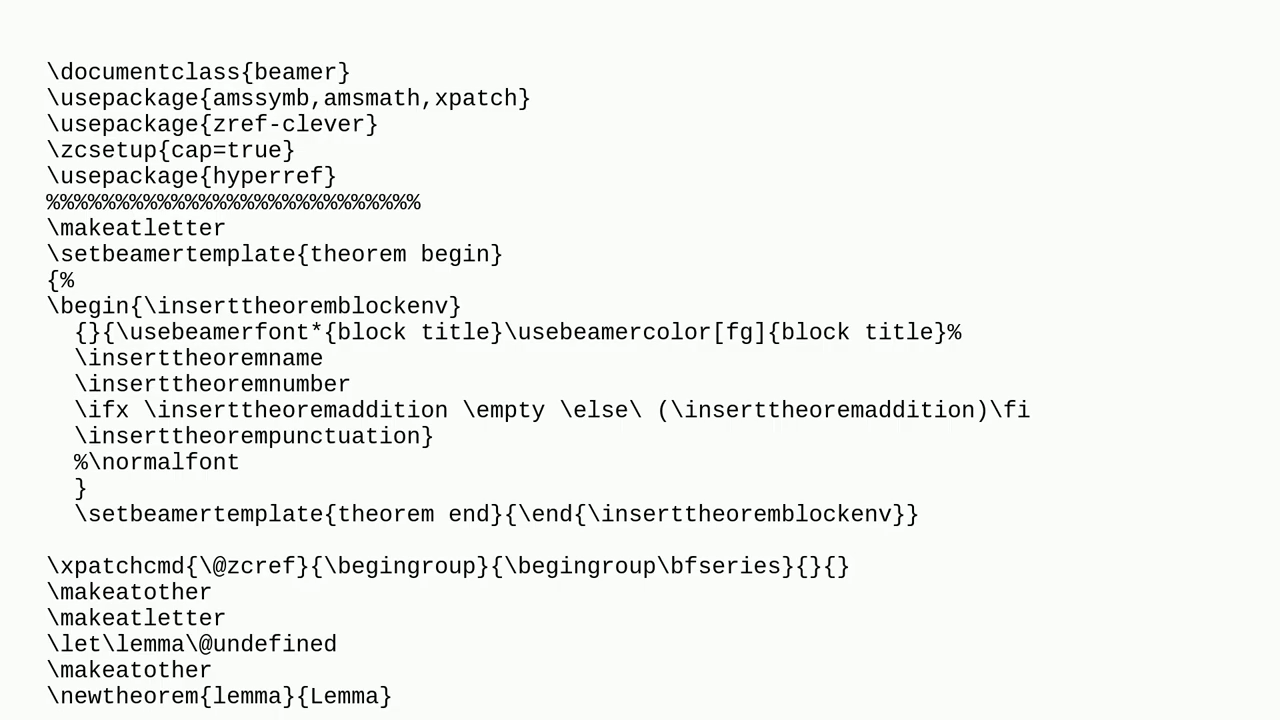 \documentclass{beamer}
\usepackage{amssymb,amsmath,xpatch}
\usepackage{zref-clever}
\zcsetup{cap=true}
\usepackage{hyperref}
%%%%%%%%%%%%%%%%%%%%%%%%%%%
\makeatletter
\setbeamertemplate{theorem begin}
{%
\begin{\inserttheoremblockenv}
  {}{\usebeamerfont*{block title}\usebeamercolor[fg]{block title}%
  \inserttheoremname
  \inserttheoremnumber
  \ifx \inserttheoremaddition \empty \else\ (\inserttheoremaddition)\fi
  \inserttheorempunctuation}
  %\normalfont
  }
  \setbeamertemplate{theorem end}{\end{\inserttheoremblockenv}}

\xpatchcmd{\@zcref}{\begingroup}{\begingroup\bfseries}{}{}
\makeatother
\makeatletter
\let\lemma\@undefined
\makeatother
\newtheorem{lemma}{Lemma}